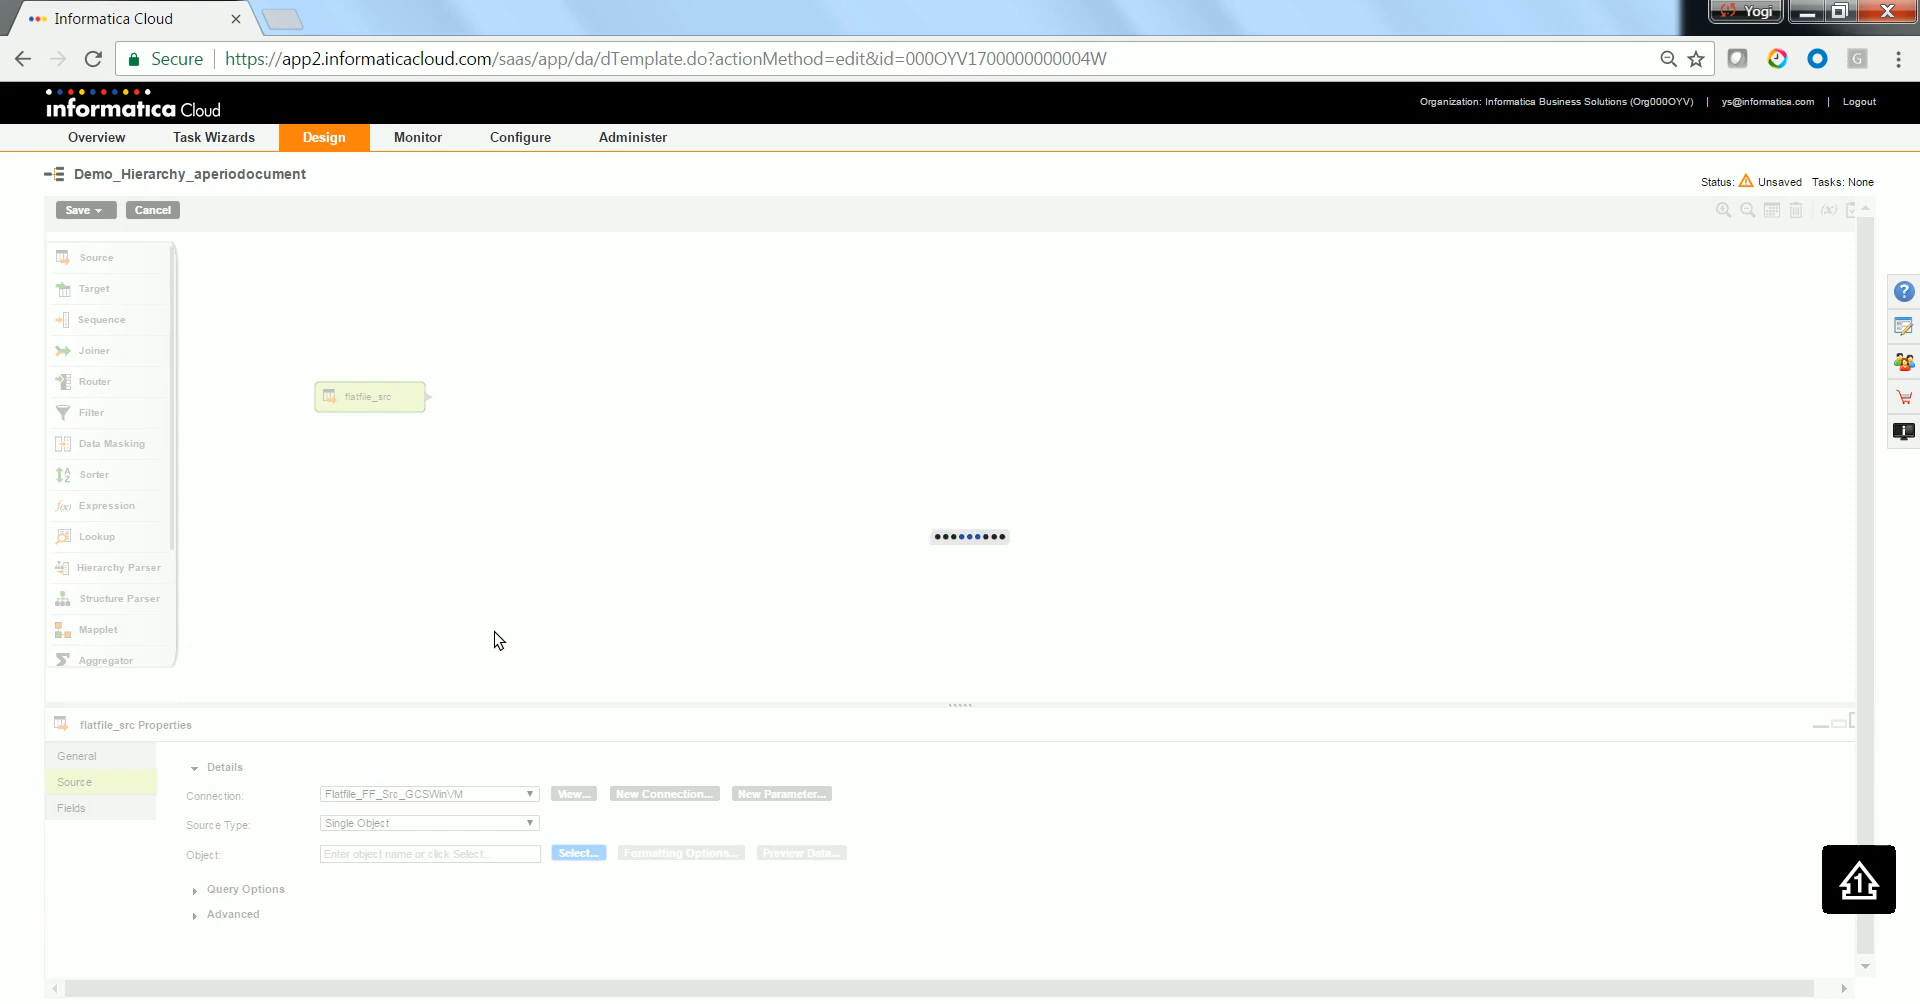 Informatica Cloud
Yogi
Secure https://app2.informaticacloud.com/saas/app/da/dTemplate.do?actionMethod=edit&id=000OYV1700000000004W
informatica Cloud
Organization: Informatica Business Solutions (Org000OYV) | ys@informatica.com | Logout
Overview Task Wizards Design Monitor Configure Administer
Demo_Hierarchy_aperiodocument
Status: Unsaved Tasks: None
Save Cancel
(x)
Source
Target
Sequence
Joiner
Router
flatfile_src
Filter
Data Masking
Sorter
Expression
Lookup
Hierarchy Parser
Structure Parser
Mapplet
Aggregator
flatfile_src Properties
General
Source
Fields
Details
Connection: Flatfile_FF_Src_GCSWinVM View... New Connection... New Parameter...
Source Type: Single Object
Object: Enter object name or click Select... Select... Formatting Options... Preview Data...
Query Options
Advanced
1